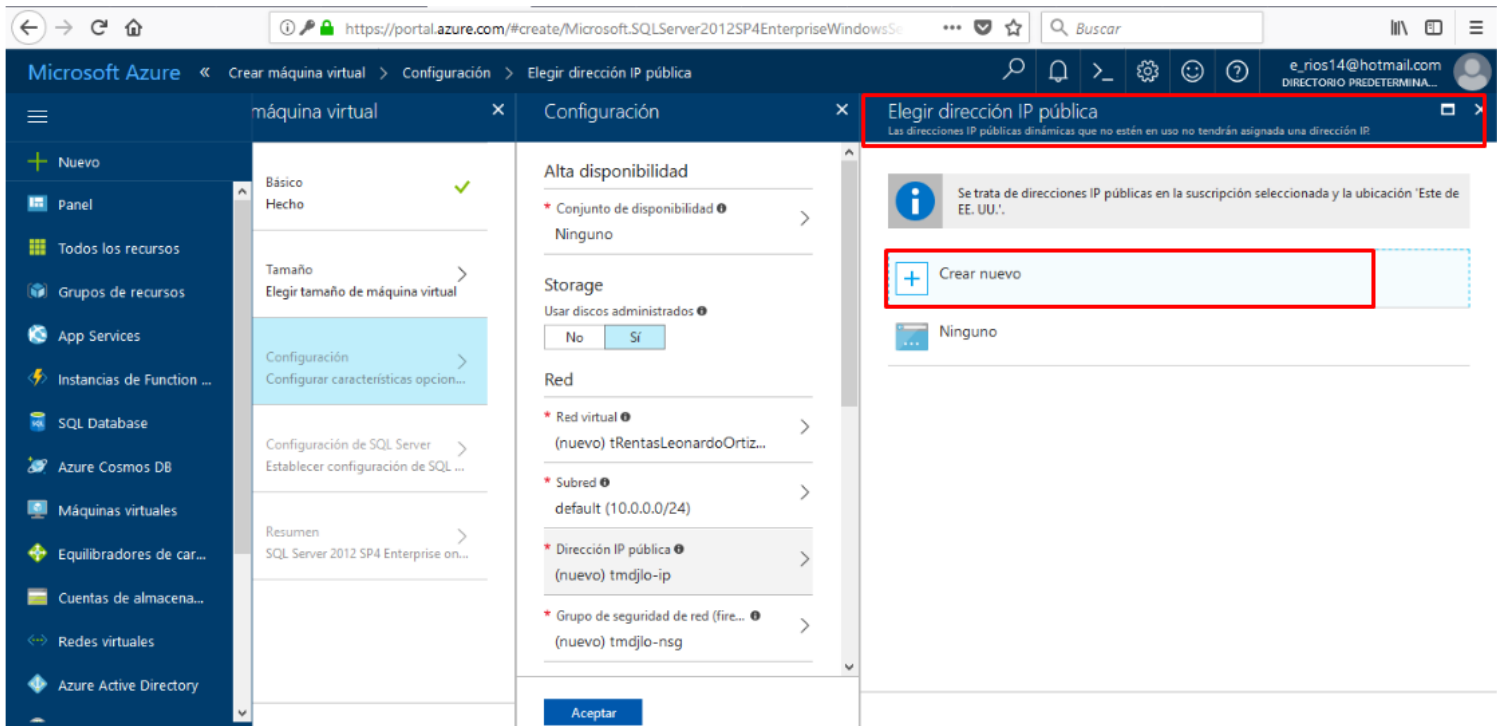 https://portal.azure.com/#create/Microsoft.SQLServer2012SP4EnterpriseWindowsSe
Buscar
Microsoft Azure « Crear máquina virtual > Configuración > Elegir dirección IP pública
e_rios14@hotmail.com
DIRECTORIO PREDETERMINA...
Nuevo
Panel
Todos los recursos
Grupos de recursos
App Services
Instancias de Function ...
SQL Database
Azure Cosmos DB
Máquinas virtuales
Equilibradores de car...
Cuentas de almacena...
Redes virtuales
Azure Active Directory
máquina virtual
Básico
Hecho
Tamaño
Elegir tamaño de máquina virtual
Configuración
Configurar características opcion...
Configuración de SQL Server
Establecer configuración de SQL ...
Resumen
SQL Server 2012 SP4 Enterprise on...
Configuración
Alta disponibilidad
* Conjunto de disponibilidad
Ninguno
Storage
Usar discos administrados
No Sí
Red
* Red virtual
(nuevo) tRentasLeonardoOrtiz...
* Subred
default (10.0.0.0/24)
* Dirección IP pública
(nuevo) tmdjlo-ip
* Grupo de seguridad de red (fire...
(nuevo) tmdjlo-nsg
Aceptar
Elegir dirección IP pública
Las direcciones IP públicas dinámicas que no estén en uso no tendrán asignada una dirección IP.
Se trata de direcciones IP públicas en la suscripción seleccionada y la ubicación 'Este de
EE. UU.'.
Crear nuevo
Ninguno